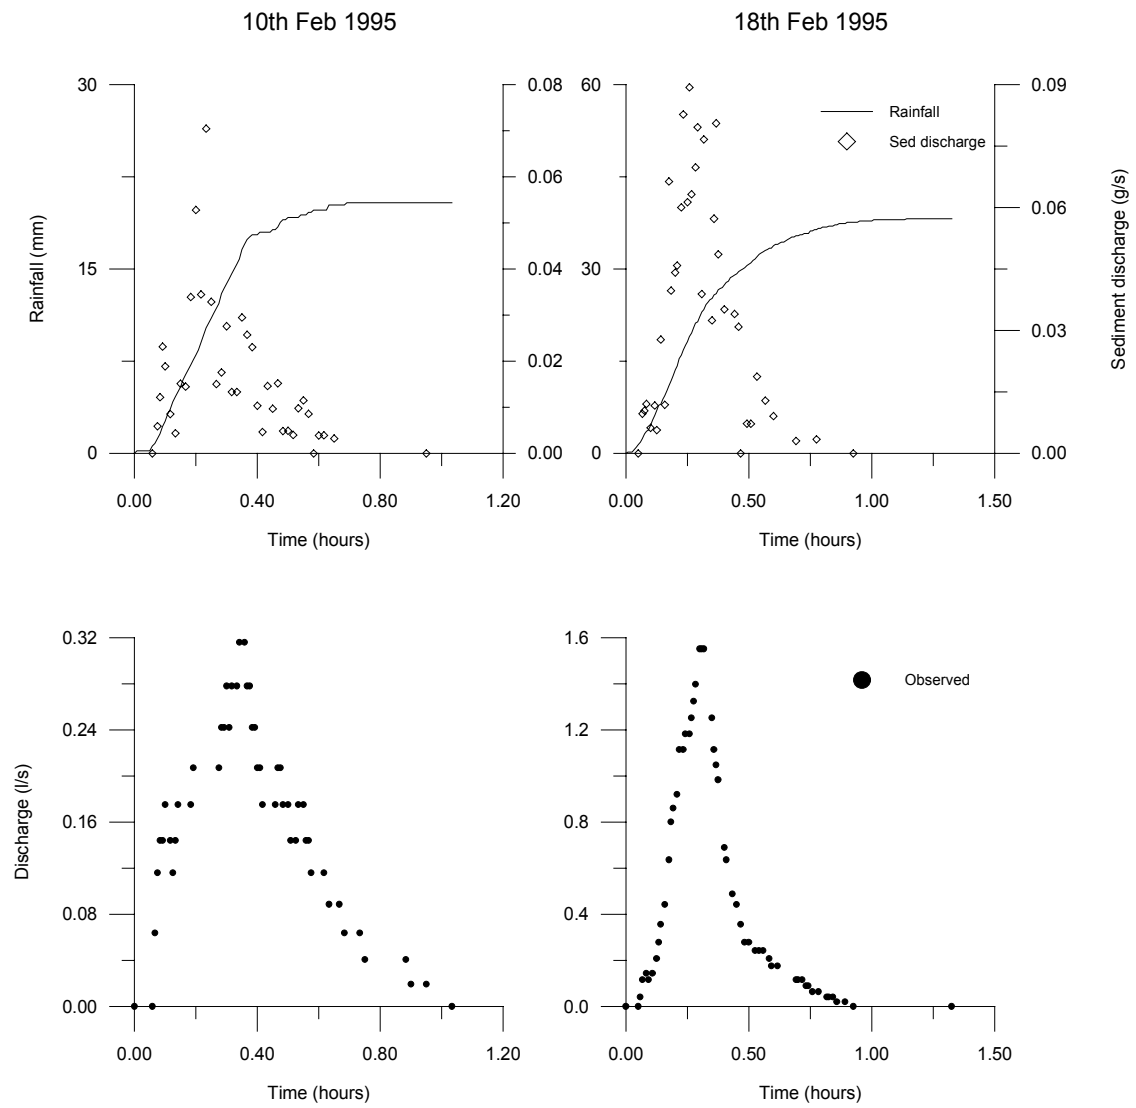 10th Feb 1995
18th Feb 1995
30
15
0
Rainfall (mm)
0.08
0.06
0.04
0.02
0.00
0.00 0.40 0.80 1.20
Time (hours)
60
30
0
Rainfall
Sed discharge
0.09
0.06
0.03
0.00
Sediment discharge (g/s)
0.00 0.50 1.00 1.50
Time (hours)
0.32
0.24
0.16
0.08
0.00
Discharge (l/s)
0.00 0.40 0.80 1.20
Time (hours)
1.6
1.2
0.8
0.4
0.0
Observed
0.00 0.50 1.00 1.50
Time (hours)